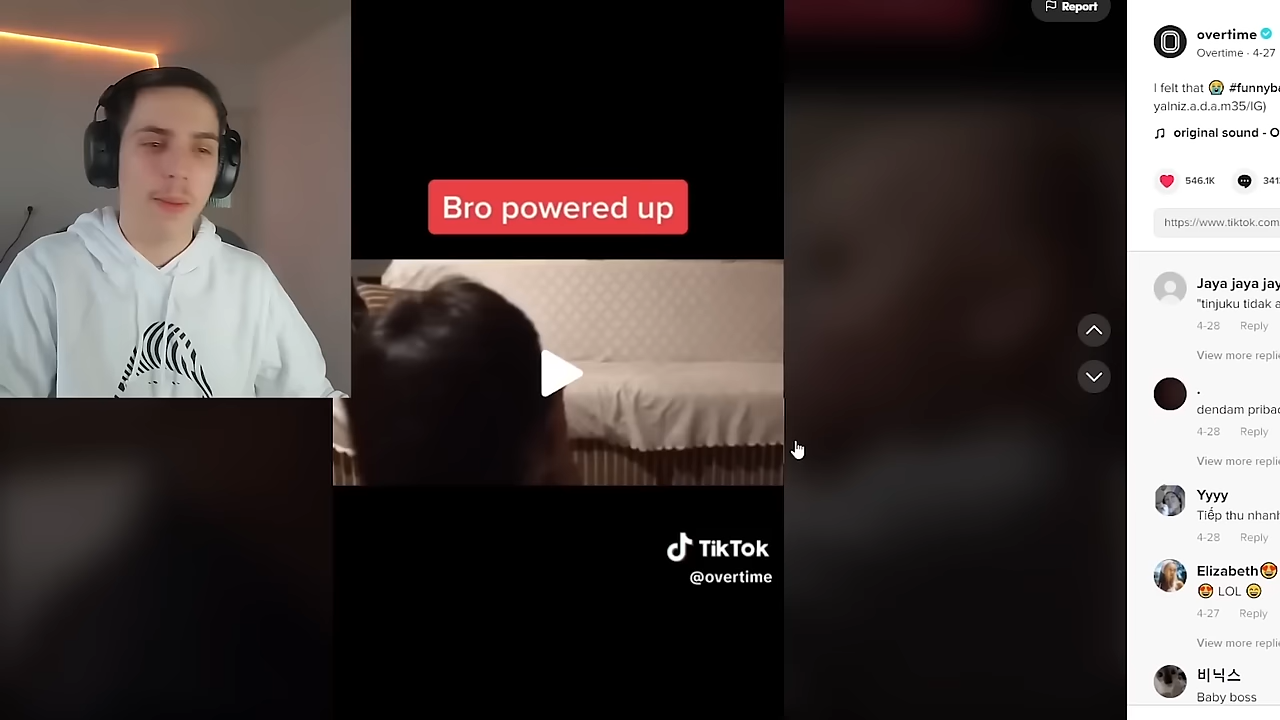 Report
overtime
Overtime · 4-27
I felt that 😭 #funnyba
yalniz.a.d.a.m35/IG)
original sound - O
546.1K
341
https://www.tiktok.com
Bro powered up
TikTok
@overtime
Jaya jaya jay
"tinjuku tidak a
4-28 Reply
View more replie
.
dendam pribad
4-28 Reply
View more replie
Yyyy
Tiếp thu nhanh
4-28 Reply
Elizabeth😍
😍 LOL 😄
4-27 Reply
View more replie
비닉스
Baby boss